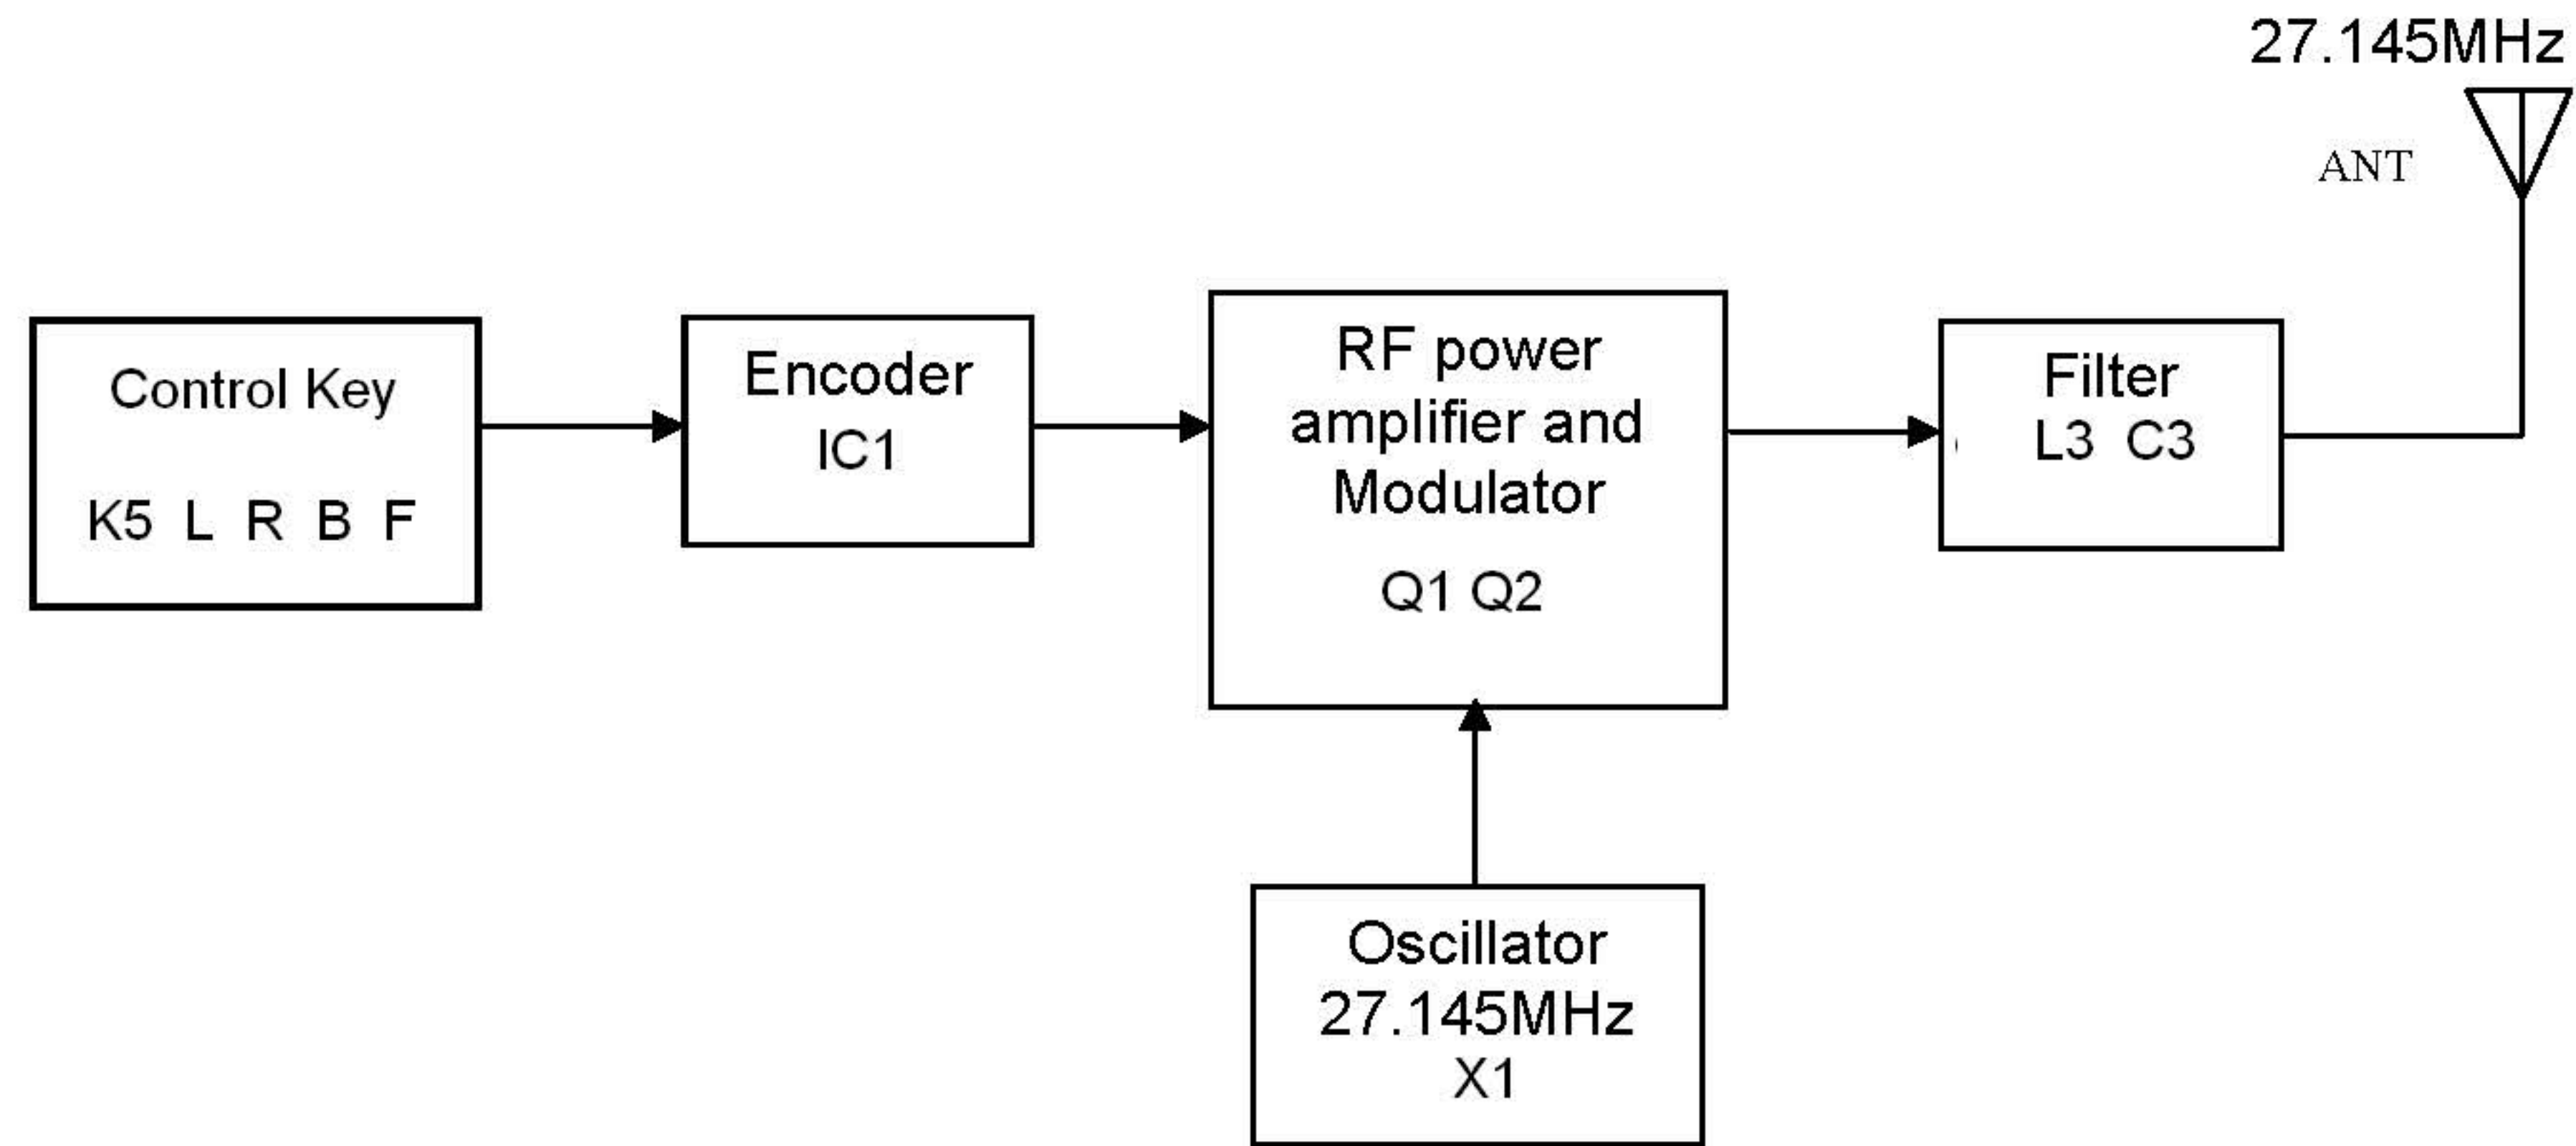 27.145MHz
ANT
Control Key
K5 L R B F
Encoder
IC1
RF power
amplifier and
Modulator
Q1 Q2
Filter
L3 C3
Oscillator
27.145MHz
X1